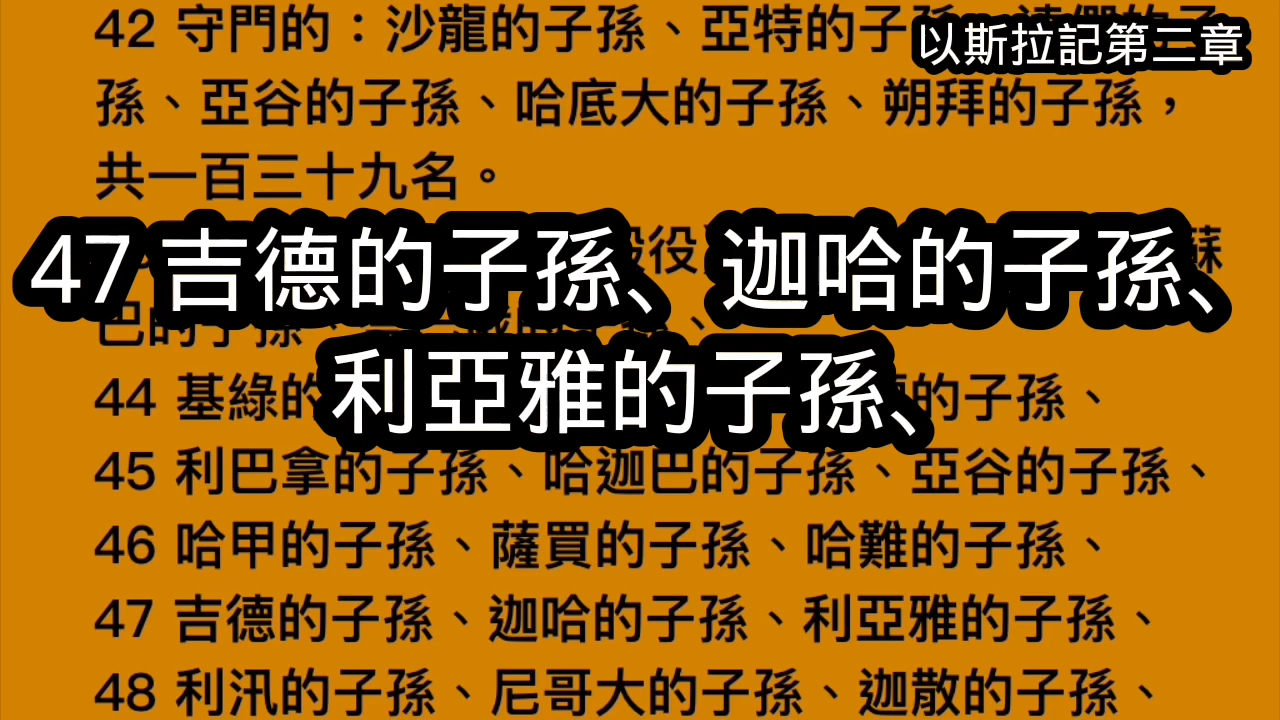 以斯拉記第二章
42 守門的：沙龍的子孫、亞特的子
孫、亞谷的子孫、哈底大的子孫、朔拜的子孫，
共一百三十九名。
47 吉德的子孫、迦哈的子孫、
利亞雅的子孫、
44 基綠的
的子孫、
45 利巴拿的子孫、哈迦巴的子孫、亞谷的子孫、
46 哈甲的子孫、薩買的子孫、哈難的子孫、
47 吉德的子孫、迦哈的子孫、利亞雅的子孫、
48 利汛的子孫、尼哥大的子孫、迦散的子孫、